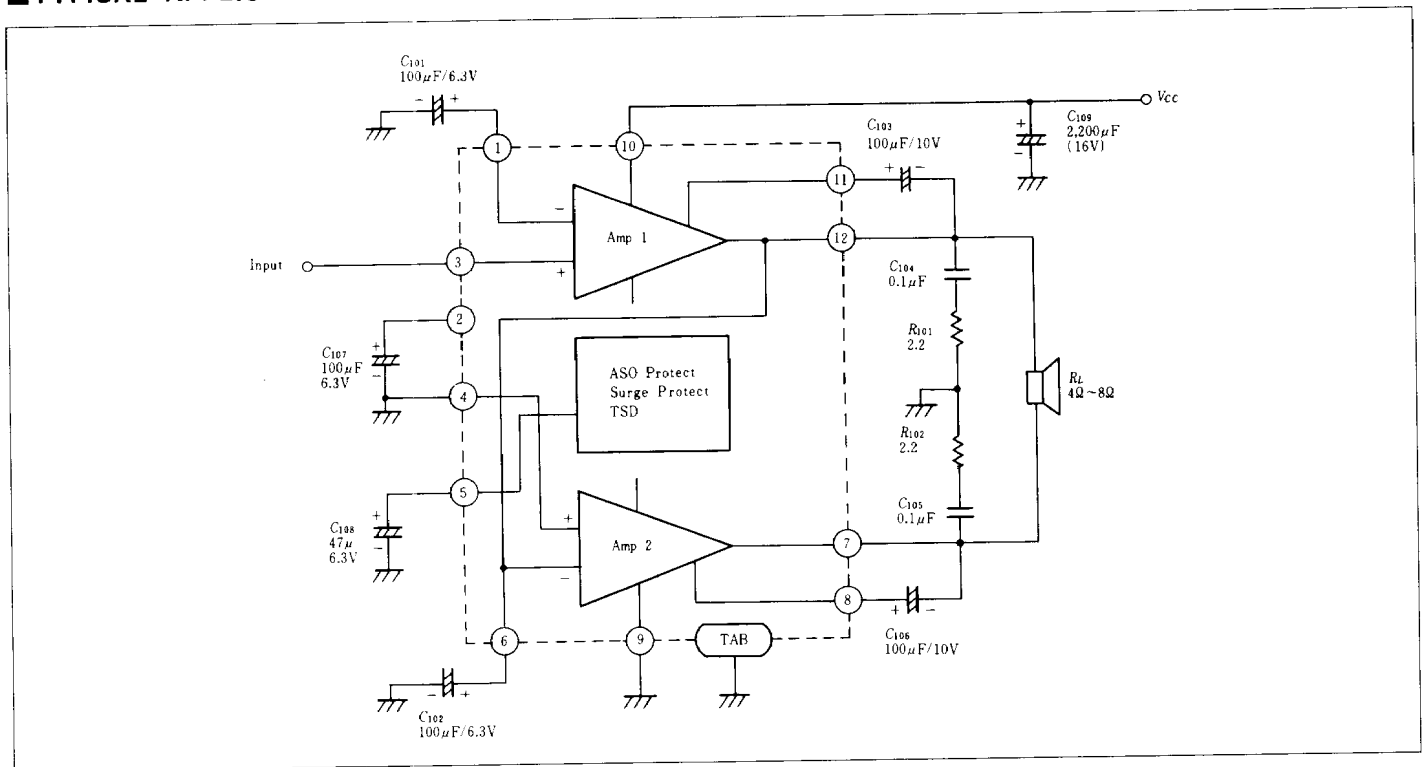 C101
100μF/6.3V
Vcc
C109
2,200μF
(16V)
+
-
C103
100μF/10V
+ -
- +
1
10
11
12
-
Amp 1
+
Input
3
2
C107
100μF
6.3V
+
-
4
ASO Protect
Surge Protect
TSD
C104
0.1μF
R101
2.2
RL
4Ω~8Ω
R102
2.2
C105
0.1μF
5
C108
47μ
6.3V
+
-
+
Amp 2
-
7
8
+ -
C106
100μF/10V
6
9
TAB
- +
C102
100μF/6.3V